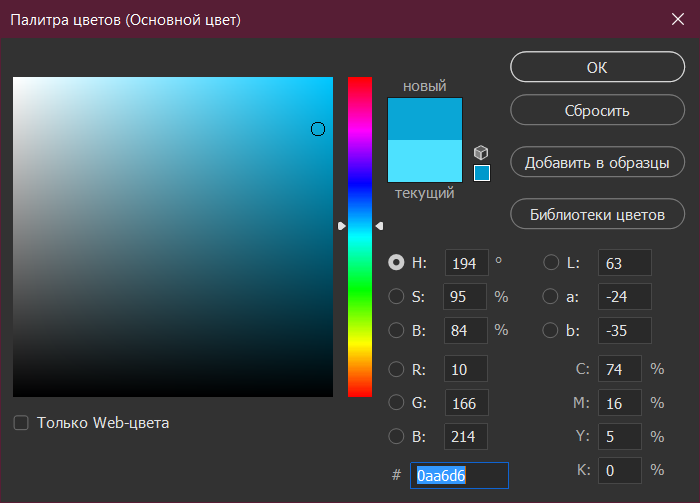 Палитра цветов (Основной цвет)
новый
текущий
OK
Сбросить
Добавить в образцы
Библиотеки цветов
H: 194 °
S: 95 %
B: 84 %
R: 10
G: 166
B: 214
# 0aa6d6
L: 63
a: -24
b: -35
C: 74 %
M: 16 %
Y: 5 %
K: 0 %
Только Web-цвета